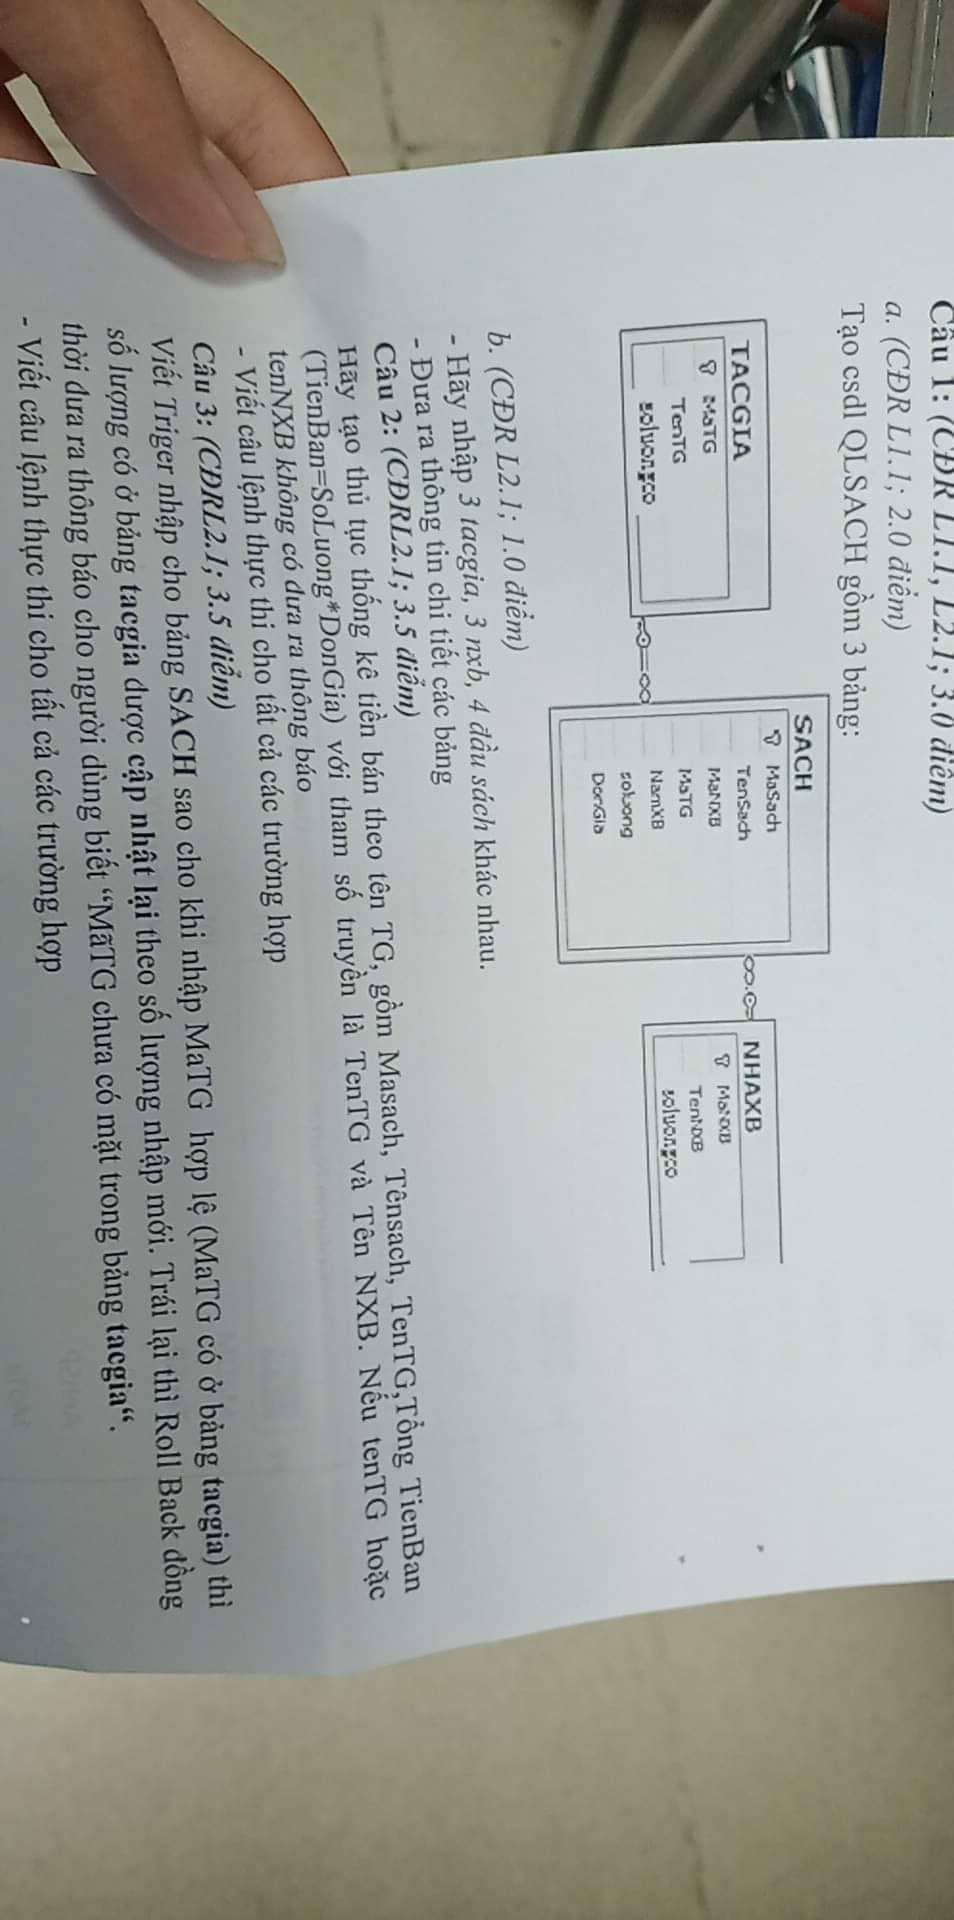 Câu 1: (CĐR L1.1, L2.1; 3.0 điểm)
a. (CĐR L1.1; 2.0 điểm)
Tạo csdl QLSACH gồm 3 bảng:
TACGIA
MaTG
TenTG
soluongco
SACH
MaSach
TenSach
MaNXB
MaTG
NamXB
soluong
DonGia
NHAXB
MaNXB
TenNXB
soluongco
b. (CĐR L2.1; 1.0 điểm)
- Hãy nhập 3 tacgia, 3 nxb, 4 đầu sách khác nhau.
- Đưa ra thông tin chi tiết các bảng
Câu 2: (CĐRL2.1; 3.5 điểm)
Hãy tạo thủ tục thống kê tiền bán theo tên TG, gồm Masach, Tênsach, TenTG,Tổng TienBan
(TienBan=SoLuong*DonGia) với tham số truyền là TenTG và Tên NXB. Nếu tenTG hoặc
tenNXB không có đưa ra thông báo
- Viết câu lệnh thực thi cho tất cả các trường hợp
Câu 3: (CĐRL2.1; 3.5 điểm)
Viết Triger nhập cho bảng SACH sao cho khi nhập MaTG hợp lệ (MaTG có ở bảng tacgia) thì
số lượng có ở bảng tacgia được cập nhật lại theo số lượng nhập mới. Trái lại thì Roll Back đồng
thời đưa ra thông báo cho người dùng biết “MãTG chưa có mặt trong bảng tacgia“.
- Viết câu lệnh thực thi cho tất cả các trường hợp